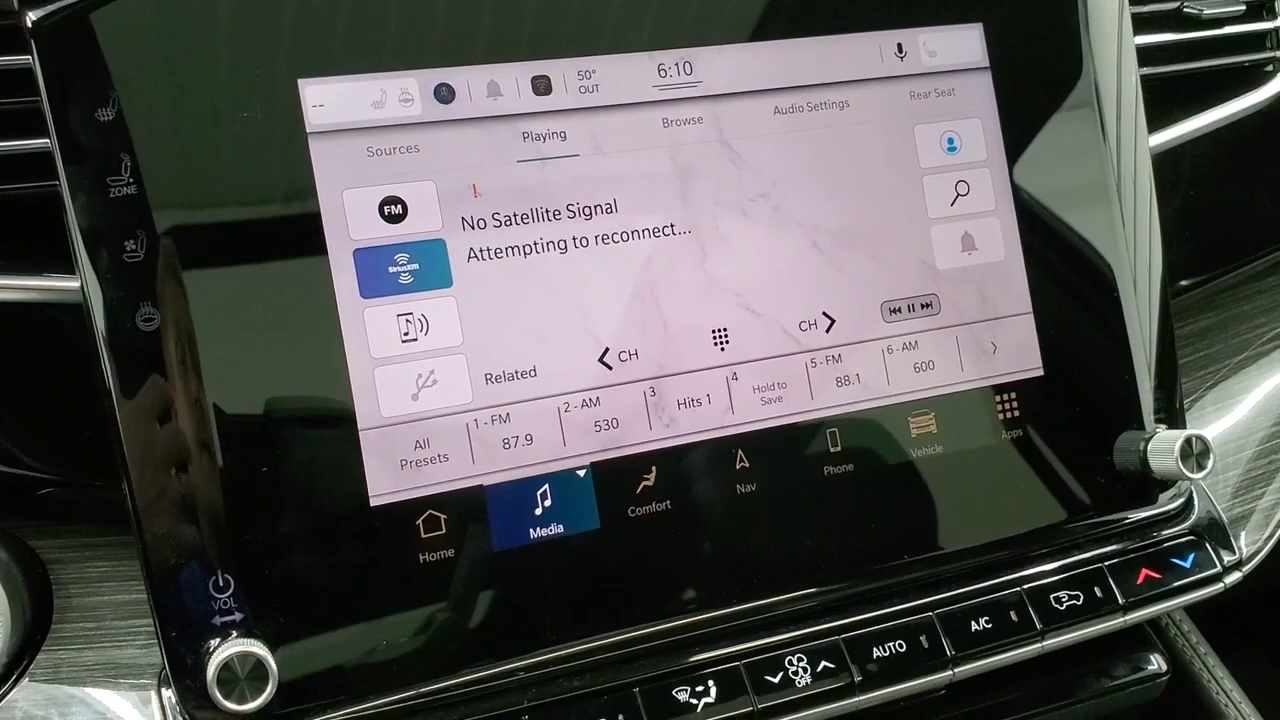 --
50°
OUT
6:10
Sources
Playing
Browse
Audio Settings
Rear Seat
FM
!
No Satellite Signal
Attempting to reconnect...
SiriusXM
CH
CH
Related
All
Presets
1 - FM
87.9
2 - AM
530
3
Hits 1
4
Hold to
Save
5 - FM
88.1
6 - AM
600
Home
Media
Comfort
Nav
Phone
Vehicle
Apps
ZONE
VOL
OFF
AUTO
A/C